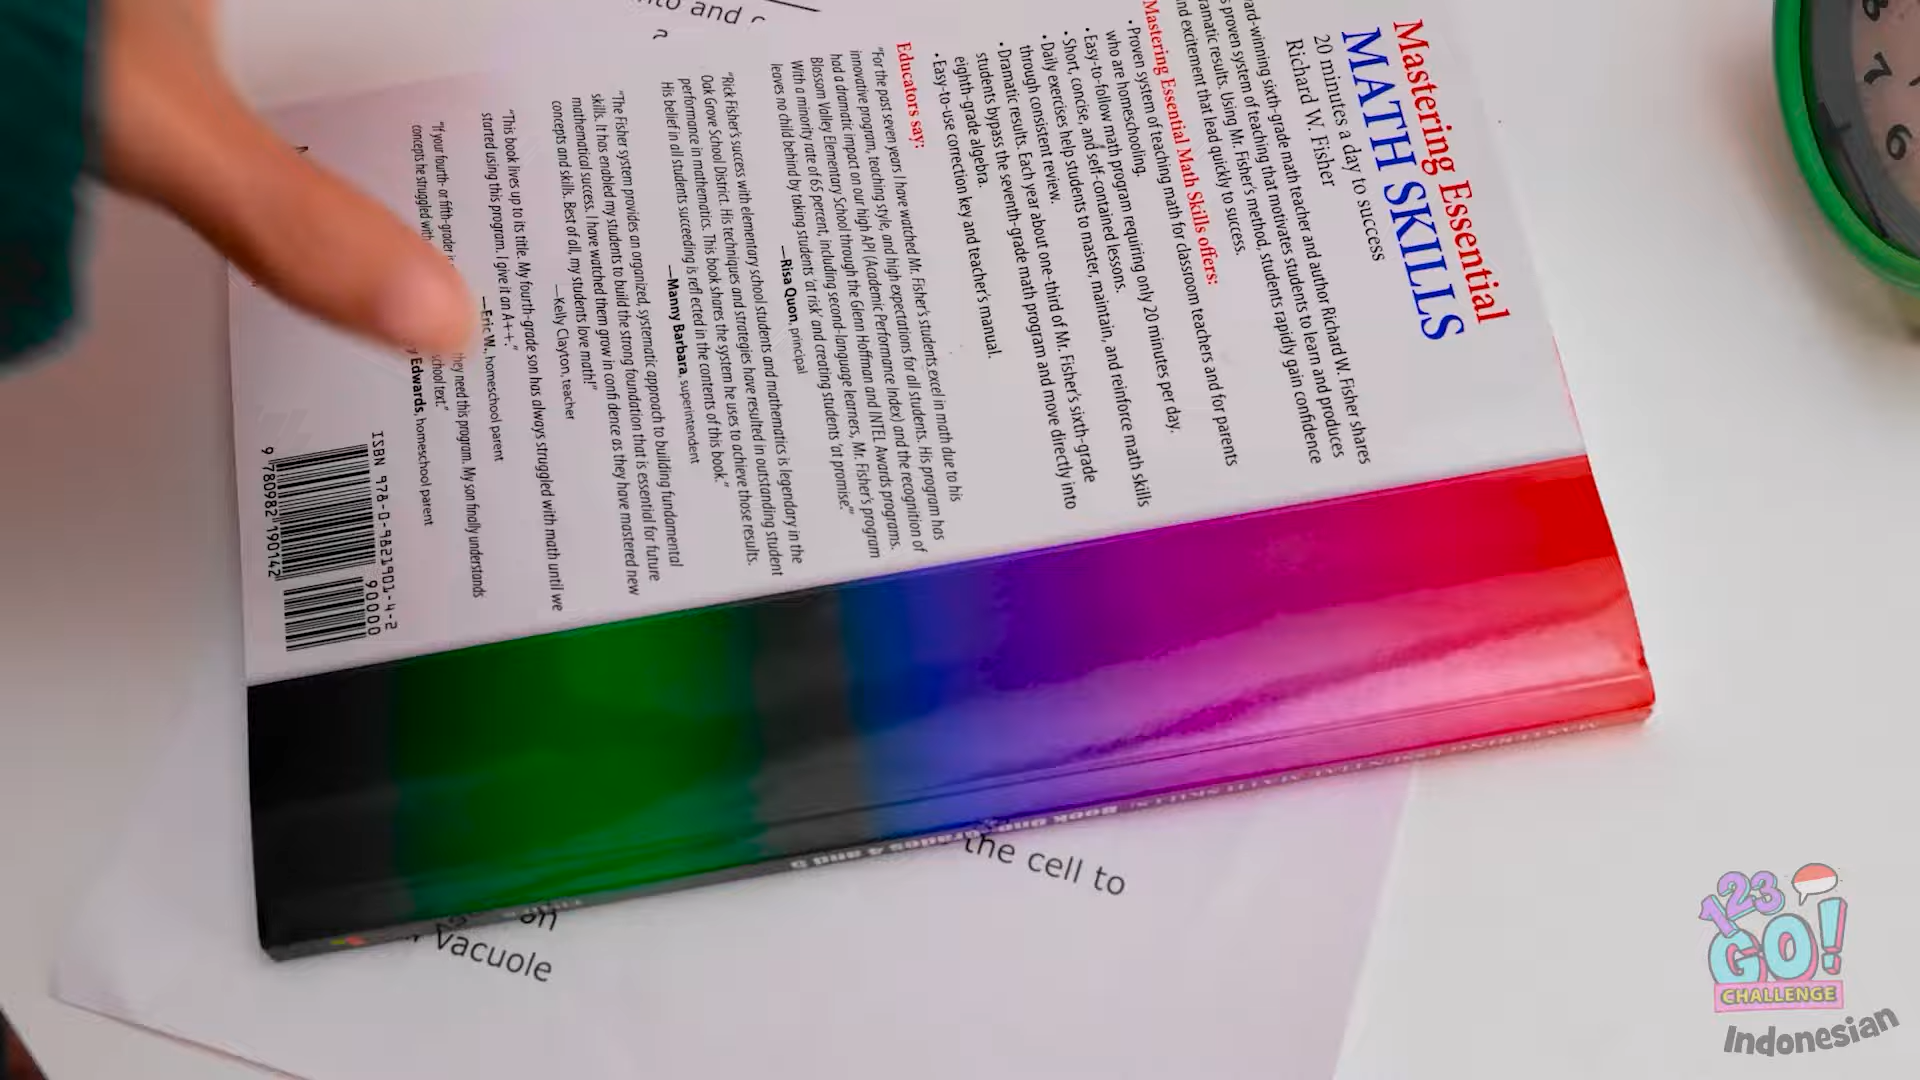 Mastering Essential
MATH SKILLS
20 minutes a day to success
Richard W. Fisher
ard-winning sixth-grade math teacher and author Richard W. Fisher shares
s proven system of teaching that motivates students to learn and produces
ramatic results. Using Mr. Fisher's method, students rapidly gain confidence
nd excitement that lead quickly to success.
Mastering Essential Math Skills offers:
• Proven system of teaching math for classroom teachers and for parents
who are homeschooling.
• Easy-to-follow math program requiring only 20 minutes per day.
• Short, concise, and self-contained lessons.
• Daily exercises help students to master, maintain, and reinforce math skills
through consistent review.
• Dramatic results. Each year about one-third of Mr. Fisher's sixth-grade
students bypass the seventh-grade math program and move directly into
eighth-grade algebra.
• Easy-to-use correction key and teacher's manual.
Educators say:
"For the past seven years I have watched Mr. Fisher's students excel in math due to his
innovative program, teaching style, and high expectations for all students. His program has
had a dramatic impact on our high API (Academic Performance Index) and the recognition of
Blossom Valley Elementary School through the Glenn Hoffman and INTEL Awards programs.
With a minority rate of 65 percent, including second-language learners, Mr. Fisher's program
leaves no child behind by taking students 'at risk' and creating students 'at promise.'"
—Risa Quon, principal
"Rick Fisher's success with elementary school students and mathematics is legendary in the
Oak Grove School District. His techniques and strategies have resulted in outstanding student
performance in mathematics. This book shares the system he uses to achieve those results.
His belief in all students succeeding is refl ected in the contents of this book."
—Manny Barbara, superintendent
"The Fisher system provides an organized, systematic approach to building fundamental
skills. It has enabled my students to build the strong foundation that is essential for future
mathematical success. I have watched them grow in confi dence as they have mastered new
concepts and skills. Best of all, my students love math!"
—Kelly Clayton, teacher
"This book lives up to its title. My fourth-grade son has always struggled with math until we
started using this program. I give it an A++."
—Eric W., homeschool parent
"If your fourth- or fifth-grader is they need this program. My son finally understands
concepts he struggled with school text."
y Edwards, homeschool parent
ISBN 978-0-9821901-4-2
90000
9 780982 190142
Book one Grades 4 and 5
to and
the cell to
on
Vacuole
8
7
6
123
GO!
CHALLENGE
Indonesian